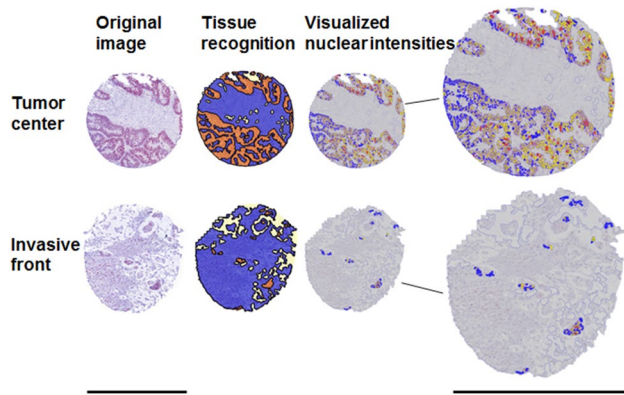 Original
image
Tissue
recognition
Visualized
nuclear intensities
Tumor
center
Invasive
front